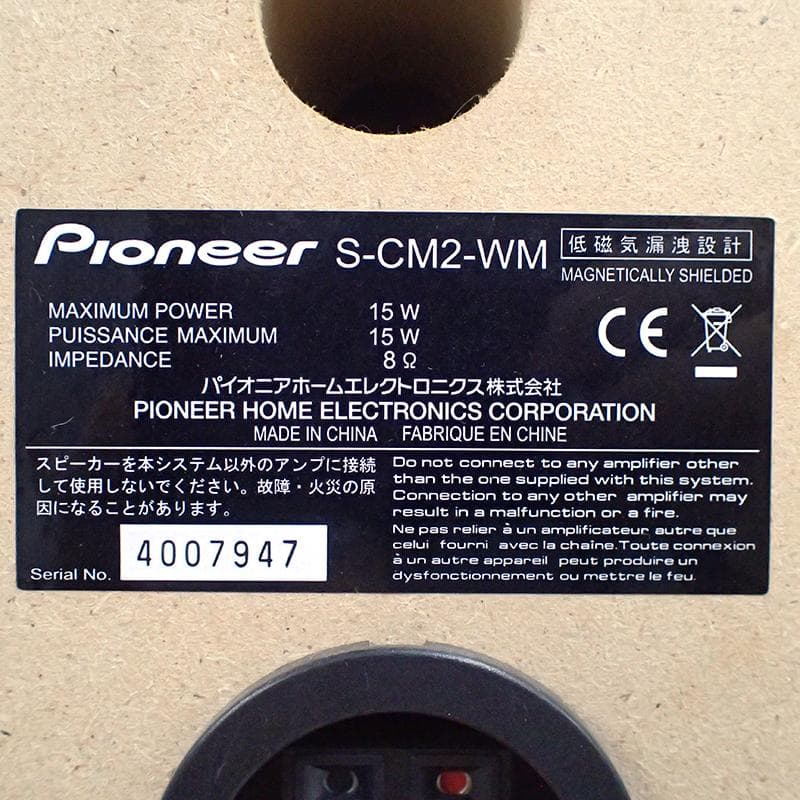 Pioneer S-CM2-WM 低磁気漏洩設計
MAGNETICALLY SHIELDED
MAXIMUM POWER 15 W
PUISSANCE MAXIMUM 15 W
IMPEDANCE 8 Ω
CE
パイオニアホームエレクトロニクス株式会社
PIONEER HOME ELECTRONICS CORPORATION
MADE IN CHINA FABRIQUE EN CHINE
スピーカーを本システム以外のアンプに接続
して使用しないでください。故障・火災の原
因になることがあります。
Serial No. 4007947
Do not connect to any amplifier other
than the one supplied with this system.
Connection to any other amplifier may
result in a malfunction or a fire.
Ne pas relier à un amplificateur autre que
celui fourni avec la chaîne. Toute connexion
à un autre appareil peut produire un
dysfonctionement ou mettre le feu.